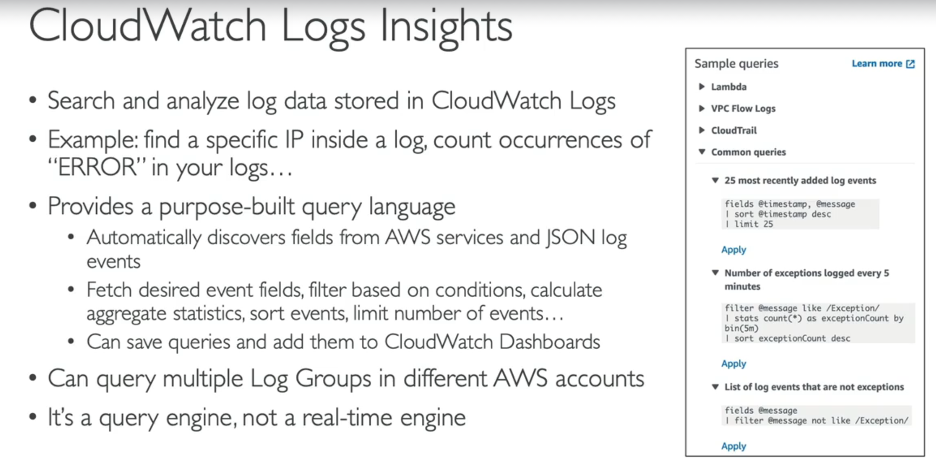 CloudWatch Logs Insights
• Search and analyze log data stored in CloudWatch Logs
• Example: find a specific IP inside a log, count occurrences of
“ERROR” in your logs…
• Provides a purpose-built query language
• Automatically discovers fields from AWS services and JSON log
events
• Fetch desired event fields, filter based on conditions, calculate
aggregate statistics, sort events, limit number of events…
• Can save queries and add them to CloudWatch Dashboards
• Can query multiple Log Groups in different AWS accounts
• It’s a query engine, not a real-time engine
Sample queries Learn more
Lambda
VPC Flow Logs
CloudTrail
Common queries
25 most recently added log events
fields @timestamp, @message
| sort @timestamp desc
| limit 25
Apply
Number of exceptions logged every 5
minutes
filter @message like /Exception/
| stats count(*) as exceptionCount by
bin(5m)
| sort exceptionCount desc
Apply
List of log events that are not exceptions
fields @message
| filter @message not like /Exception/
Apply